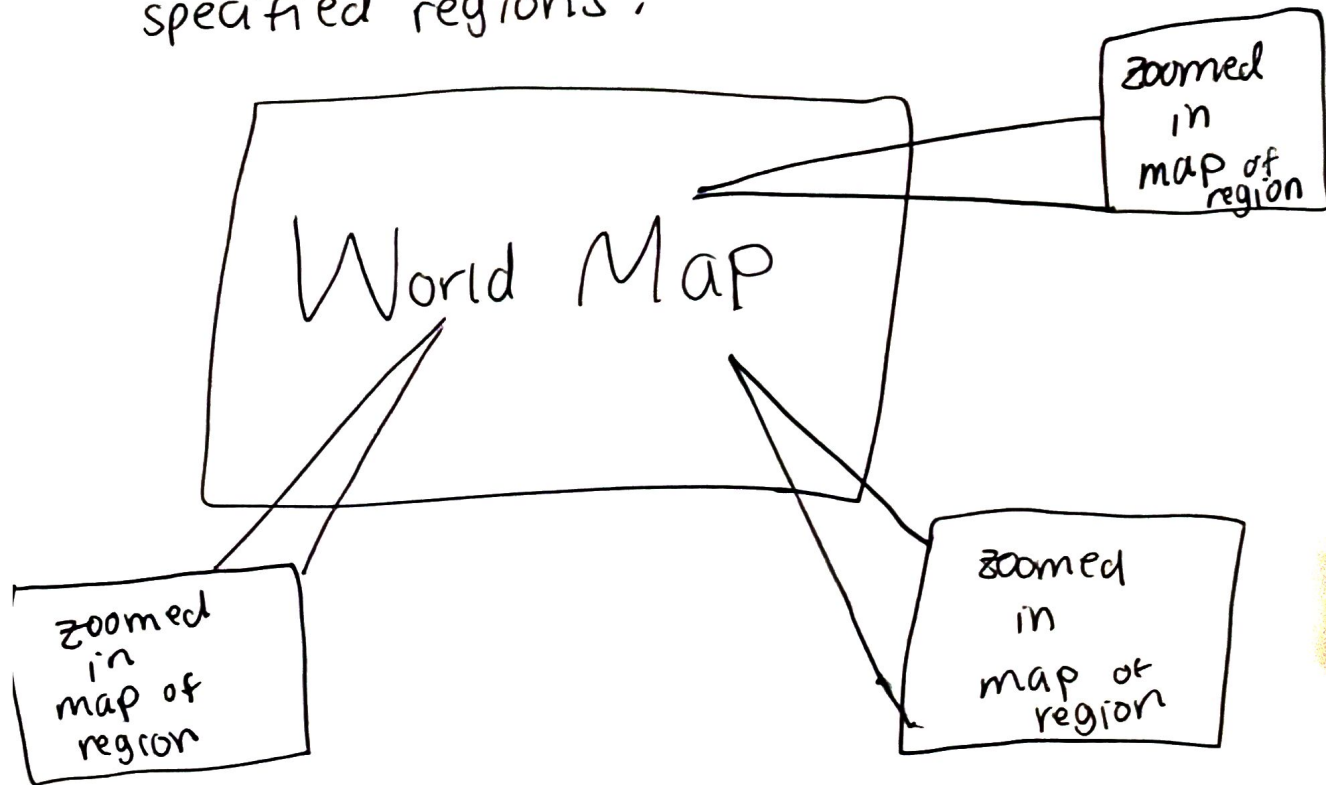 specified regions.
zoomed
in
map of
region
World Map
zoomed
in
map of
region
zoomed
in
map of
region